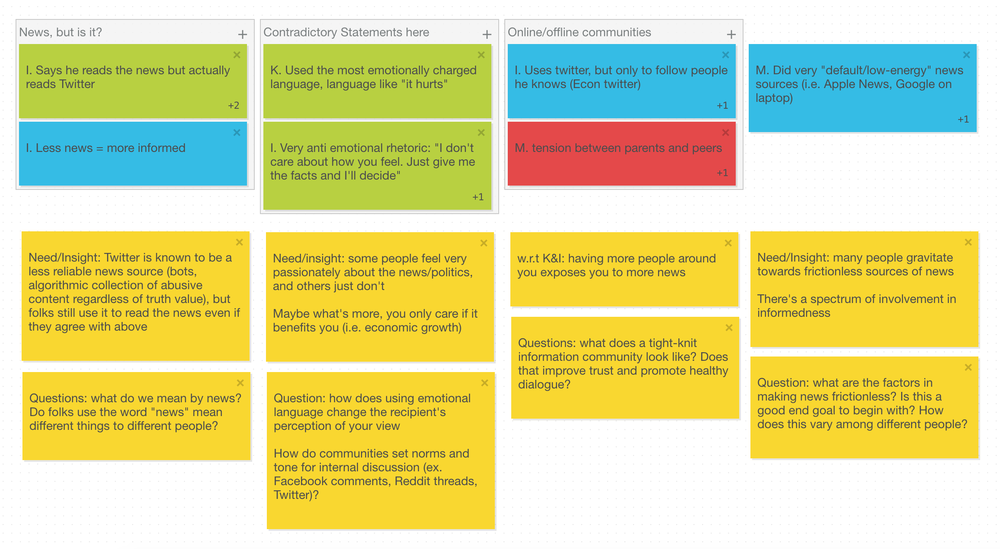 News, but is it?
+
I. Says he reads the news but actually
reads Twitter
+2
I. Less news = more informed
Contradictory Statements here
+
K. Used the most emotionally charged
language, language like "it hurts"
I. Very anti emotional rhetoric: "I don't
care about how you feel. Just give me
the facts and I'll decide"
+1
Online/offline communities
+
I. Uses twitter, but only to follow people
he knows (Econ twitter)
+1
M. tension between parents and peers
+1
M. Did very "default/low-energy" news
sources (i.e. Apple News, Google on
laptop)
+1
Need/Insight: Twitter is known to be a
less reliable news source (bots,
algorithmic collection of abusive
content regardless of truth value), but
folks still use it to read the news even if
they agree with above
Questions: what do we mean by news?
Do folks use the word "news" mean
different things to different people?
Need/insight: some people feel very
passionately about the news/politics,
and others just don't
Maybe what's more, you only care if it
benefits you (i.e. economic growth)
Question: how does using emotional
language change the recipient's
perception of your view
How do communities set norms and
tone for internal discussion (ex.
Facebook comments, Reddit threads,
Twitter)?
w.r.t K&I: having more people around
you exposes you to more news
Questions: what does a tight-knit
information community look like? Does
that improve trust and promote healthy
dialogue?
Need/Insight: many people gravitate
towards frictionless sources of news
There's a spectrum of involvement in
informedness
Question: what are the factors in
making news frictionless? Is this a
good end goal to begin with? How
does this vary among different people?